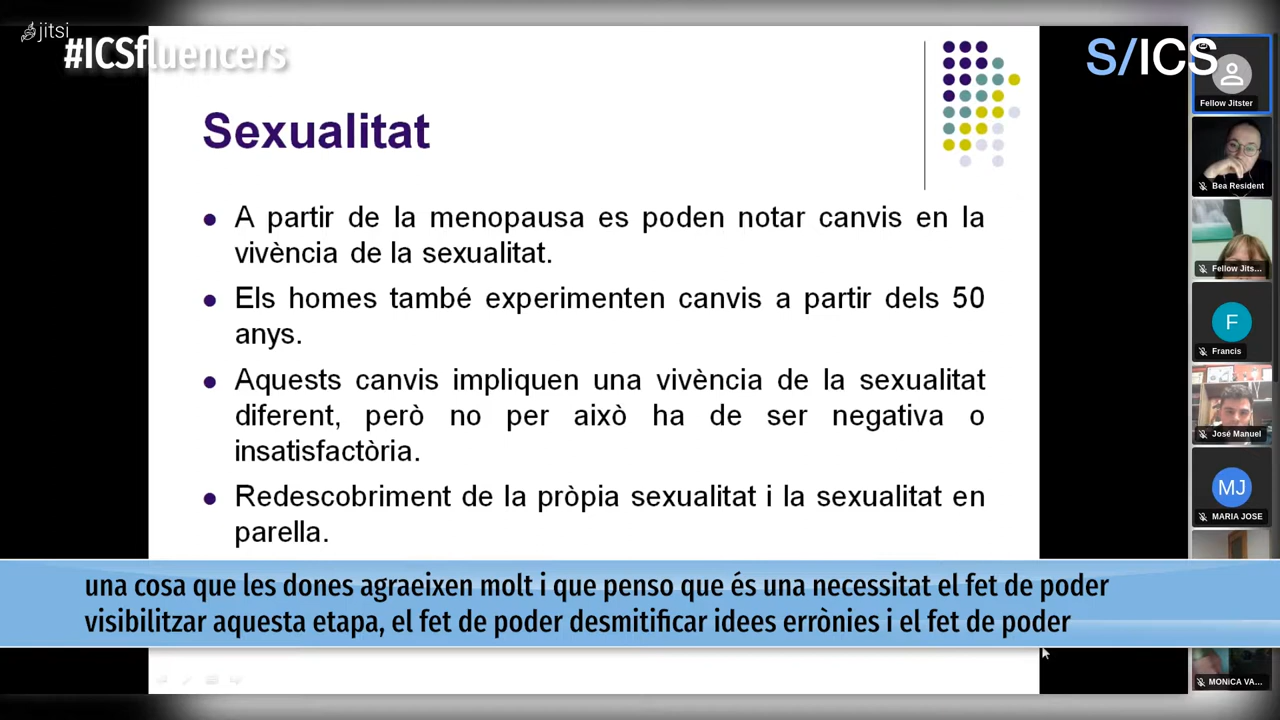 jitsi
#ICSfluencers
S/ICS
Sexualitat
A partir de la menopausa es poden notar canvis en la
vivència de la sexualitat.
Els homes també experimenten canvis a partir dels 50
anys.
Aquests canvis impliquen una vivència de la sexualitat
diferent, però no per això ha de ser negativa o
insatisfactòria.
Redescobriment de la pròpia sexualitat i la sexualitat en
parella.
una cosa que les dones agraeixen molt i que penso que és una necessitat el fet de poder
visibilitzar aquesta etapa, el fet de poder desmitificar idees errònies i el fet de poder
Fellow Jitster
Bea Resident
Fellow Jits...
F
Francis
José Manuel
MJ
MARIA JOSE
MONiCA VA...